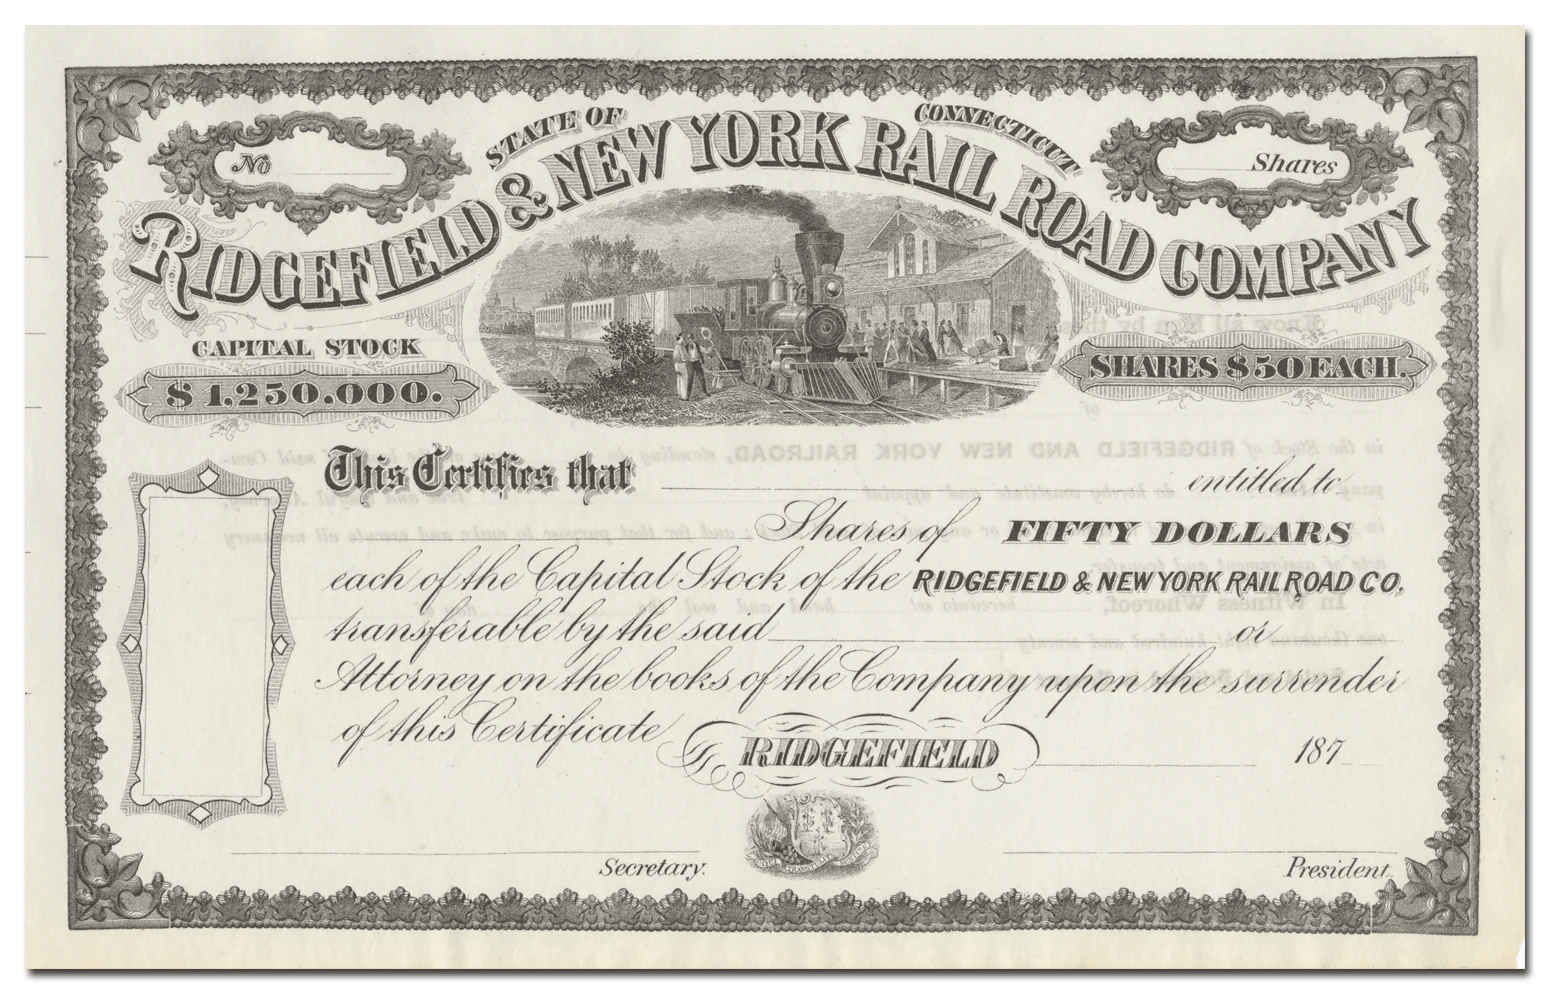 No
STATE OF CONNECTICUT
Shares
RIDGEFIELD & NEW YORK RAIL ROAD COMPANY
CAPITAL STOCK
$1.250.000.
SHARES $50 EACH.
This Certifies that entitled to
Shares of FIFTY DOLLARS
each of the Capital Stock of the RIDGEFIELD & NEW YORK RAIL ROAD CO,
transferable by the said or
Attorney on the books of the Company upon the surrender
of this Certificate
RIDGEFIELD 187
Secretary.
President.